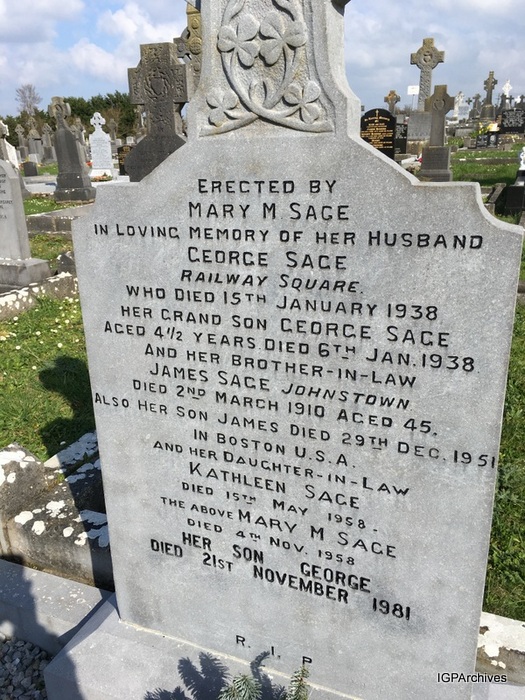 ERECTED BY
MARY M SAGE
IN LOVING MEMORY OF HER HUSBAND
GEORGE SAGE
RAILWAY SQUARE.
WHO DIED 15TH JANUARY 1938
HER GRAND SON GEORGE SAGE
AGED 4½ YEARS. DIED 6TH JAN. 1938.
AND HER BROTHER-IN-LAW
JAMES SAGE JOHNSTOWN
DIED 2ND MARCH 1910 AGED 45.
ALSO HER SON JAMES DIED 29TH DEC. 1951
IN BOSTON U.S.A.
AND HER DAUGHTER-IN-LAW
KATHLEEN SAGE
DIED 15TH MAY 1958.
THE ABOVE MARY M SAGE
DIED 4TH NOV. 1958
HER SON GEORGE
DIED 21ST NOVEMBER 1981
R.I.P
IGPArchives